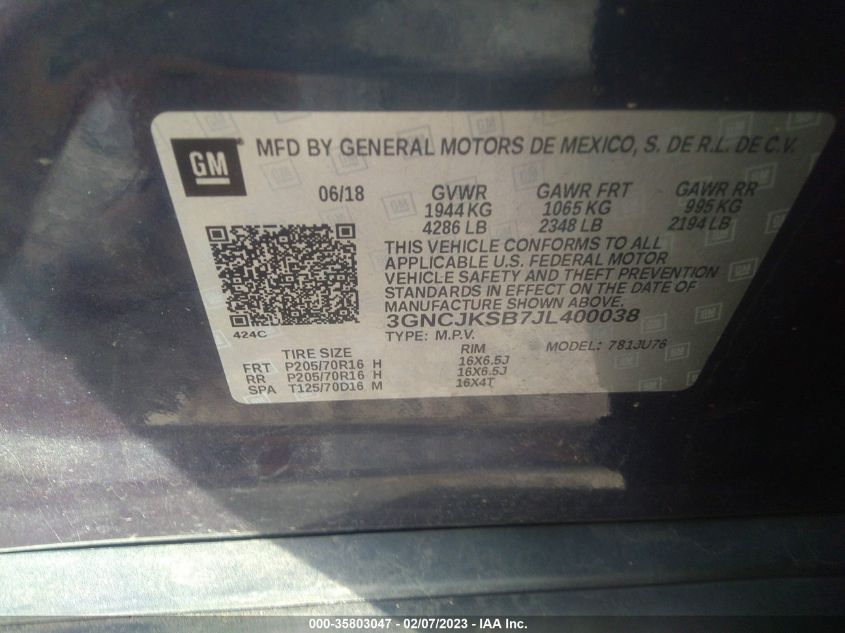 GM
MFD BY GENERAL MOTORS DE MEXICO, S. DE R.L. DE C.V.
06/18 GVWR GAWR FRT GAWR RR
1944 KG 1065 KG 995 KG
4286 LB 2348 LB 2194 LB
THIS VEHICLE CONFORMS TO ALL
APPLICABLE U.S. FEDERAL MOTOR
VEHICLE SAFETY AND THEFT PREVENTION
STANDARDS IN EFFECT ON THE DATE OF
MANUFACTURE SHOWN ABOVE.
3GNCJKSB7JL400038
424C
TYPE: M.P.V. MODEL: 781JU76
TIRE SIZE RIM
FRT P205/70R16 H 16X6.5J
RR P205/70R16 H 16X6.5J
SPA T125/70D16 M 16X4T
000-35803047 - 02/07/2023 - IAA Inc.